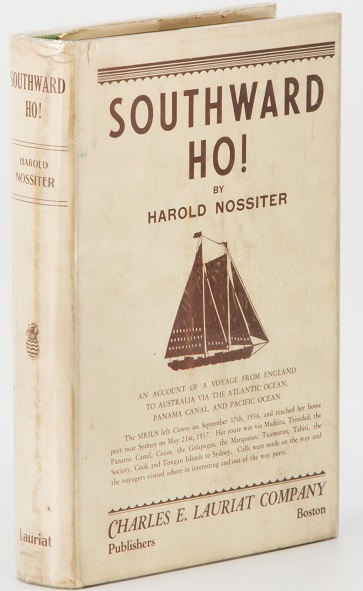 SOUTHWARD
HO!
HAROLD
NOSSITER
Lauriat
SOUTHWARD
HO!
BY
HAROLD NOSSITER
AN ACCOUNT OF A VOYAGE FROM ENGLAND
TO AUSTRALIA VIA THE ATLANTIC OCEAN,
PANAMA CANAL, AND PACIFIC OCEAN
The SIRIUS left Cowes on September 17th, 1936, and reached her home
port near Sydney on May 21st, 1937. Her route was via Madeira, Trinidad, the
Panama Canal, Cocos, the Galapagos, the Marquesas, Tuamotus, Tahiti, the
Society, Cook and Tongan Islands to Sydney. Calls were made on the way and
the voyagers visited ashore in interesting and out of the way ports.
CHARLES E. LAURIAT COMPANY
Publishers
Boston